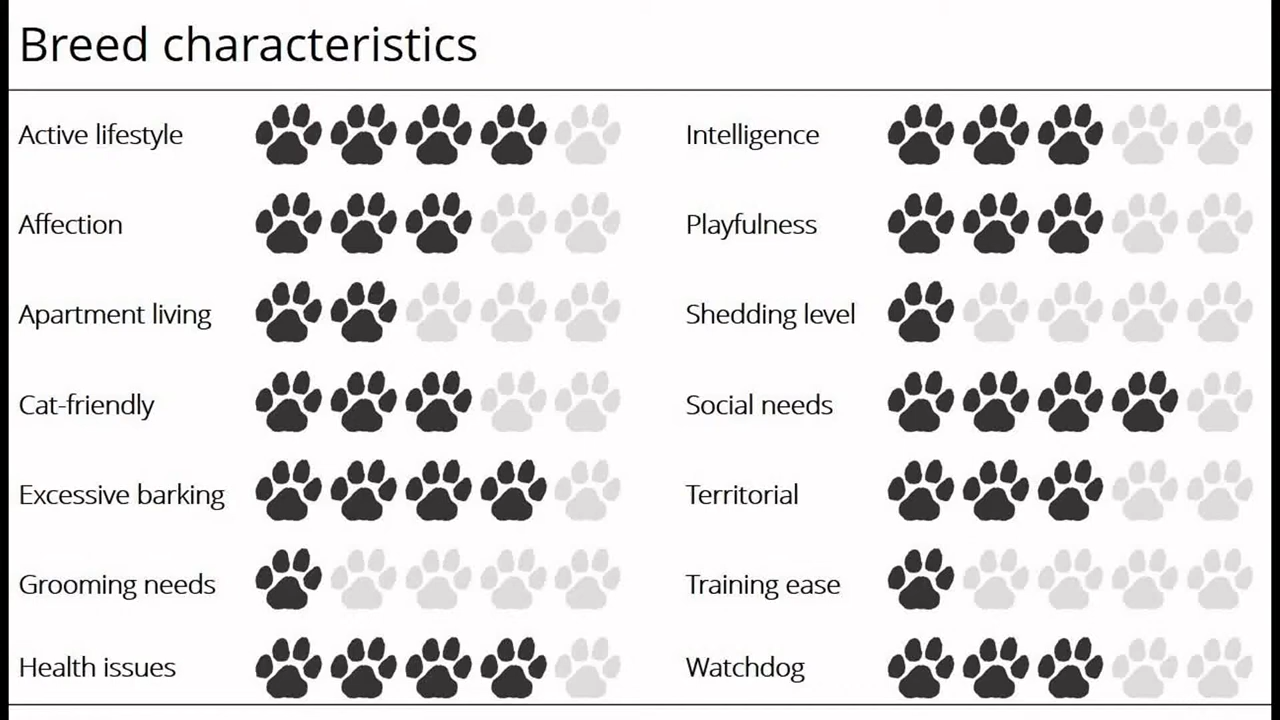 Breed characteristics
Active lifestyle
Intelligence
Affection
Playfulness
Apartment living
Shedding level
Cat-friendly
Social needs
Excessive barking
Territorial
Grooming needs
Training ease
Health issues
Watchdog